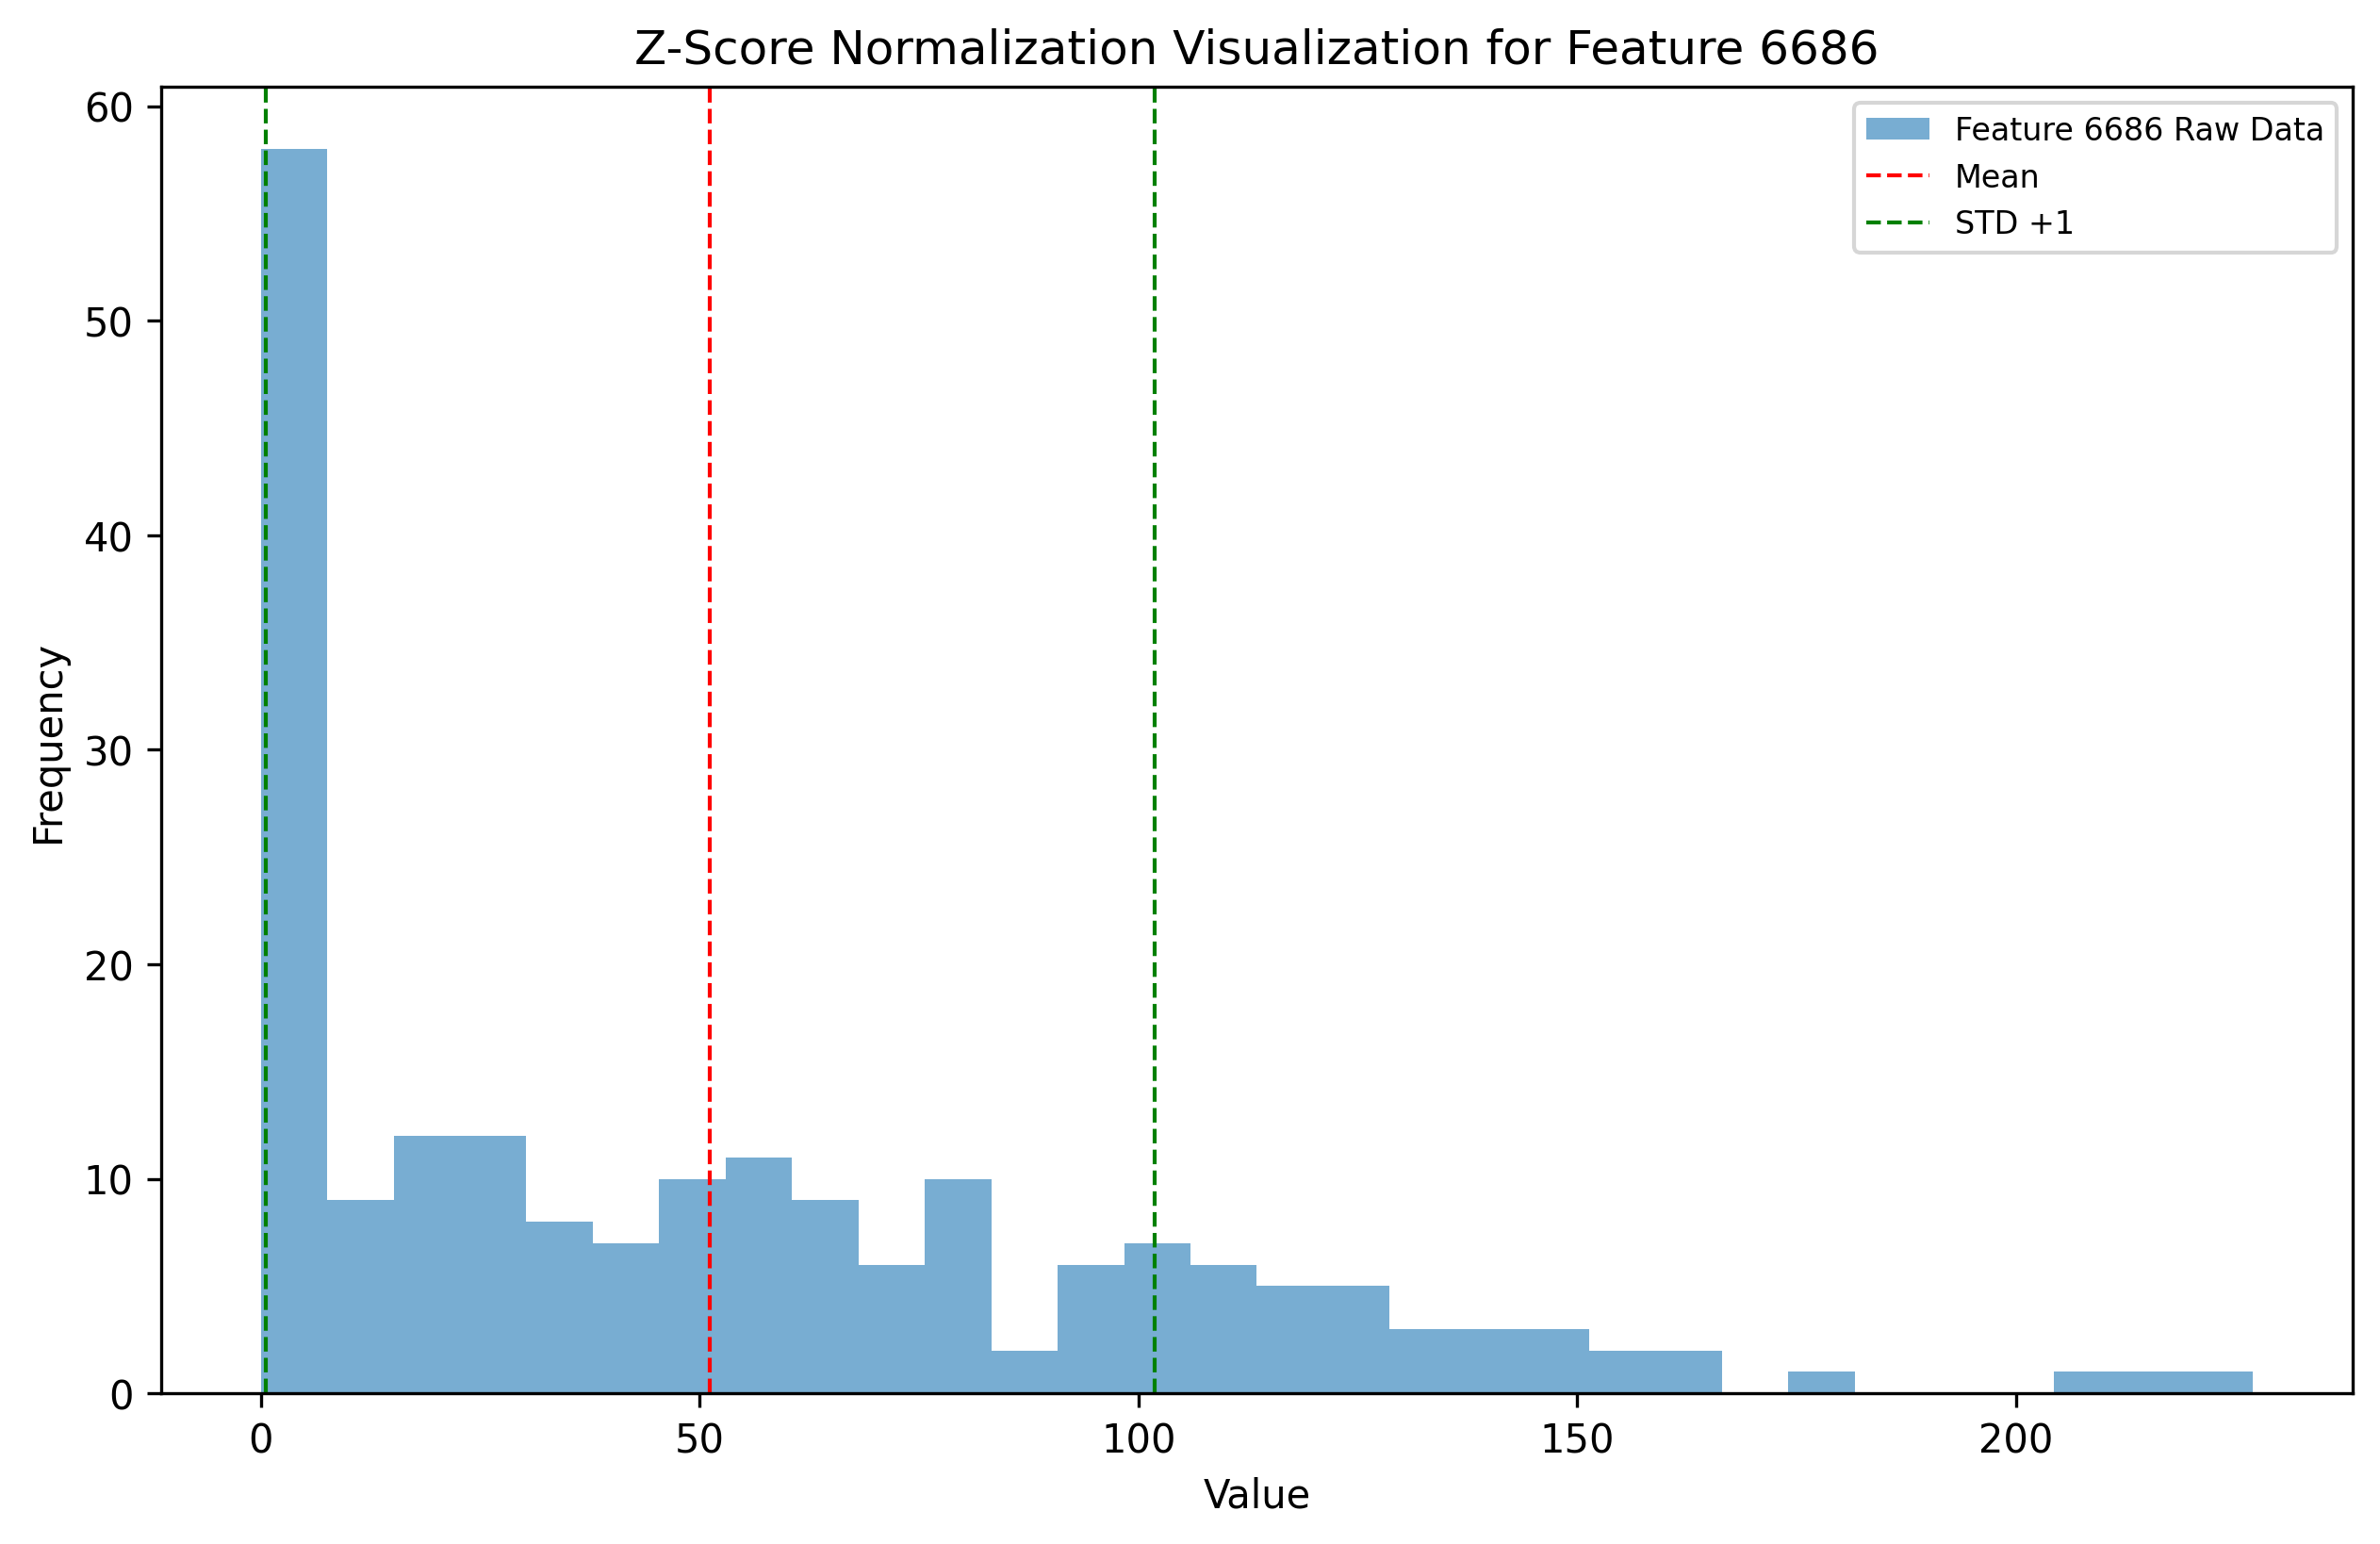 Z-Score Normalization Visualization for Feature 6686
Feature 6686 Raw Data
Mean
STD +1
60
50
40
30
20
10
0
Frequency
0 50 100 150 200
Value